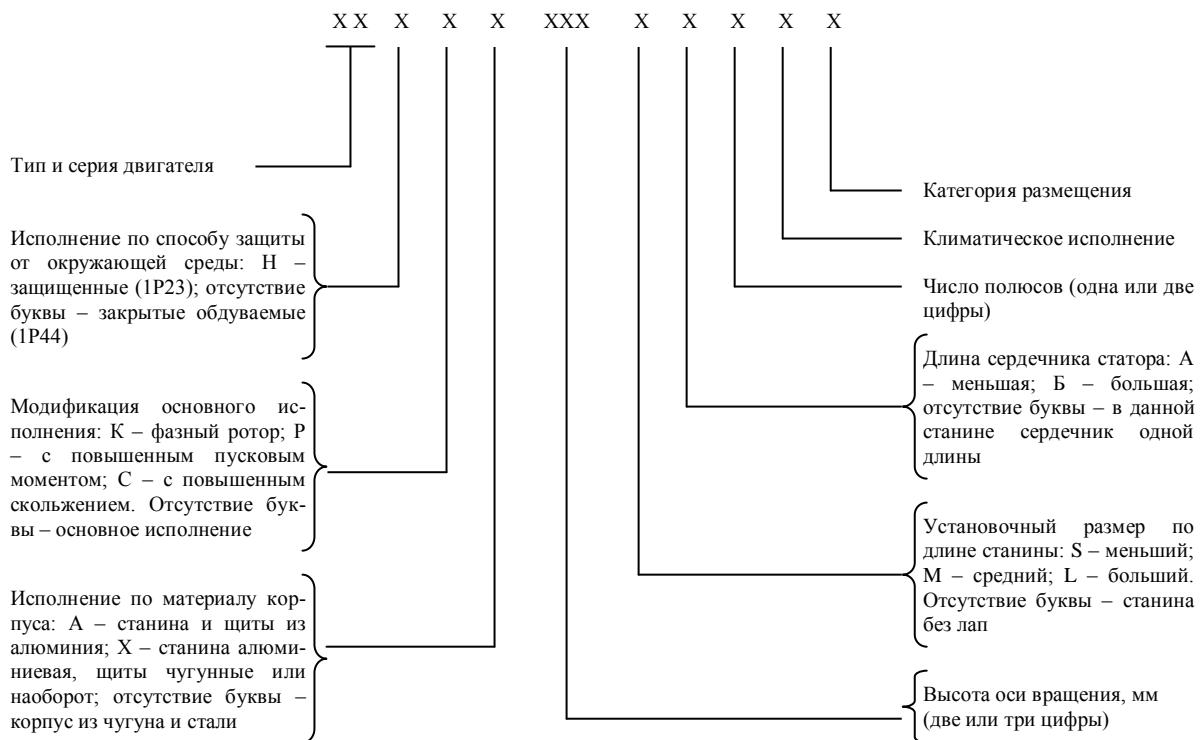 Х Х Х Х Х ХХХ Х Х Х Х Х
Тип и серия двигателя
Исполнение по способу защиты
от окружающей среды: Н –
защищенные (1Р23); отсутствие
буквы – закрытые обдуваемые
(1Р44)
Модификация основного ис-
полнения: К – фазный ротор; Р
– с повышенным пусковым
моментом; С – с повышенным
скольжением. Отсутствие бук-
вы – основное исполнение
Исполнение по материалу кор-
пуса: А – станина и щиты из
алюминия; Х – станина алюми-
ниевая, щиты чугунные или
наоборот; отсутствие буквы –
корпус из чугуна и стали
Категория размещения
Климатическое исполнение
Число полюсов (одна или две
цифры)
Длина сердечника статора: А
– меньшая; Б – большая;
отсутствие буквы – в данной
станине сердечник одной
длины
Установочный размер по
длине станины: S – меньший;
М – средний; L – больший.
Отсутствие буквы – станина
без лап
Высота оси вращения, мм
(две или три цифры)